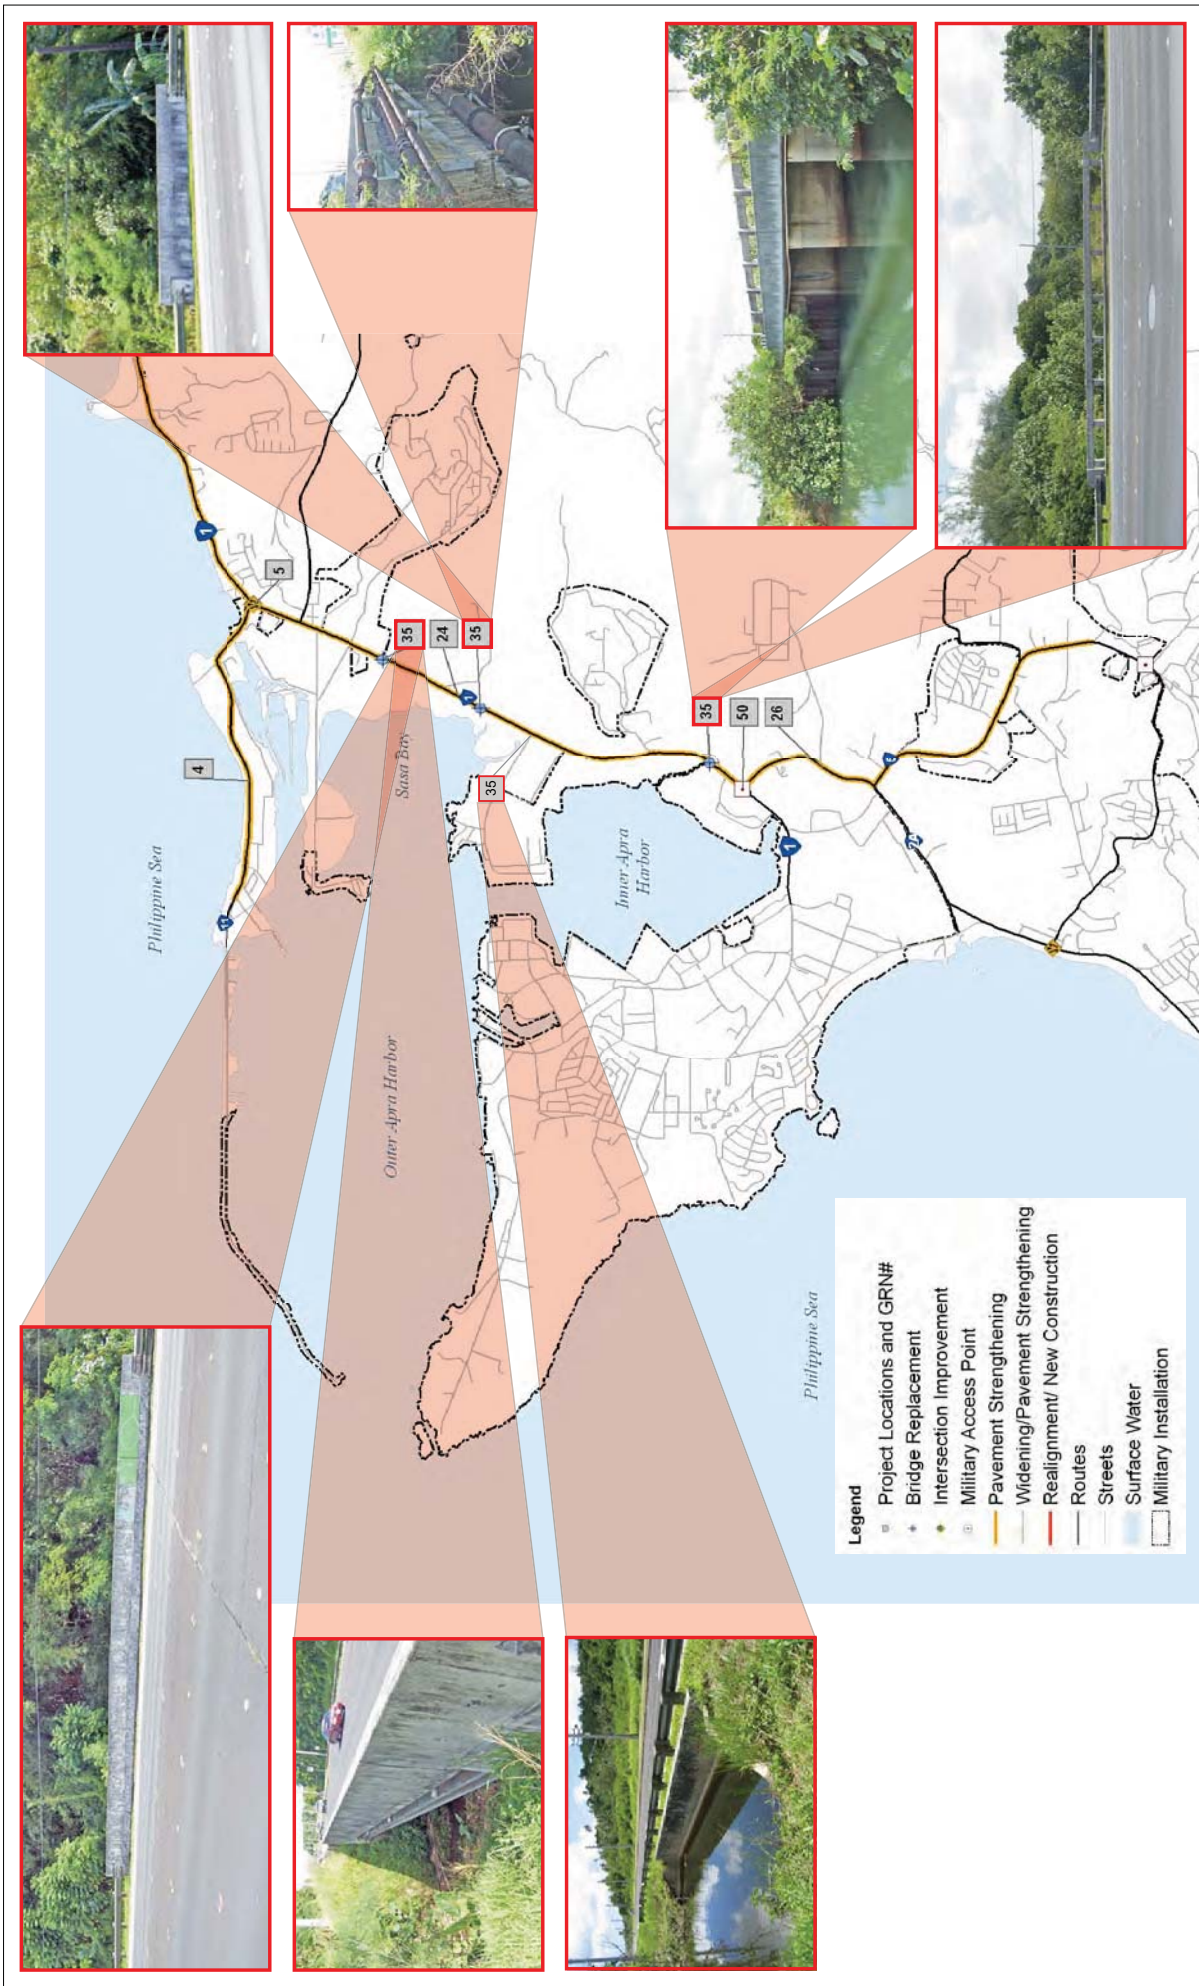 Philippine Sea
Sasa Bay
Outer Apra Harbor
Inner Apra
Harbor
Philippine Sea
1
5
35
24
35
1
4
11
35
35
50
26
6
1
2A
Legend
Project Locations and GRN#
Bridge Replacement
Intersection Improvement
Military Access Point
Pavement Strengthening
Widening/Pavement Strengthening
Realignment/ New Construction
Routes
Streets
Surface Water
Military Installation